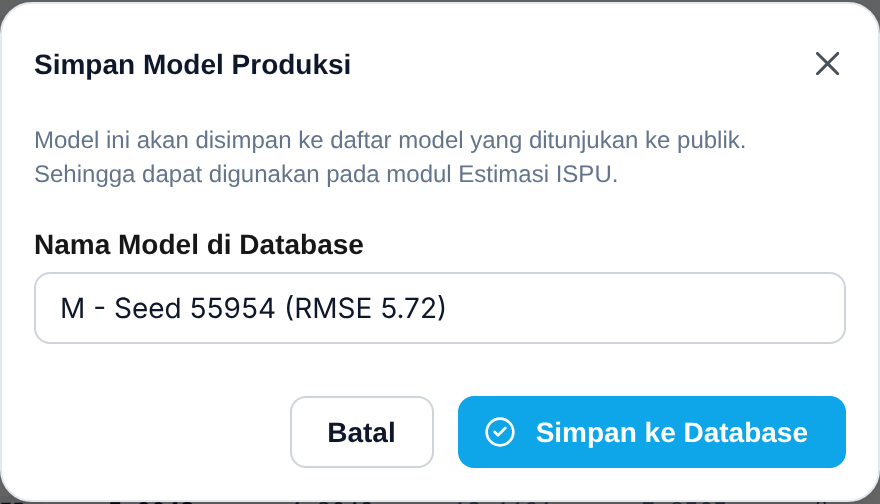 Simpan Model Produksi
Model ini akan disimpan ke daftar model yang ditunjukan ke publik.
Sehingga dapat digunakan pada modul Estimasi ISPU.
Nama Model di Database
M - Seed 55954 (RMSE 5.72)
Batal
Simpan ke Database